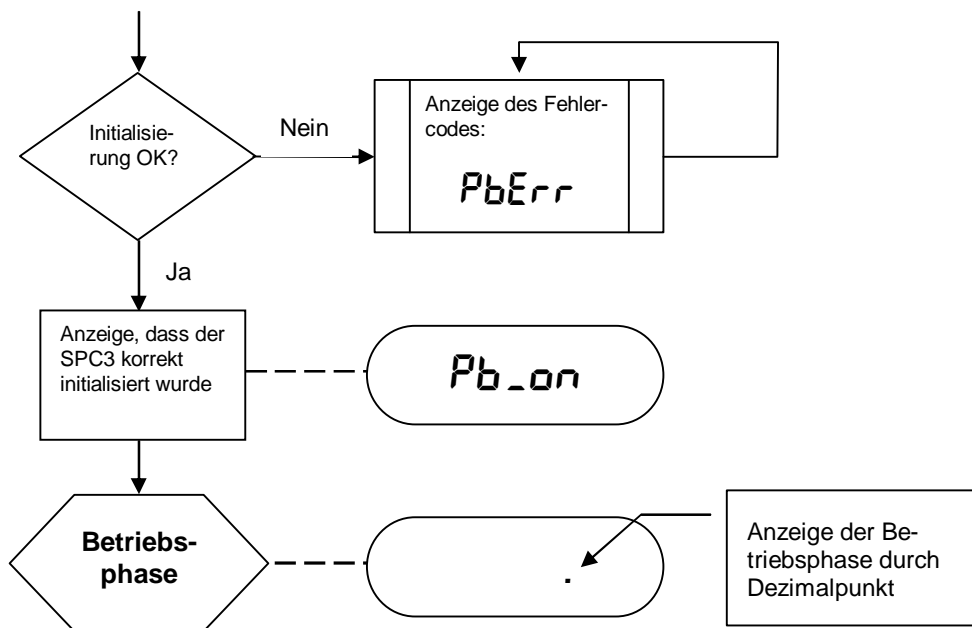 Initialisie-
rung OK?
Nein
Anzeige des Fehler-
codes:
PbErr
Ja
Anzeige, dass der
SPC3 korrekt
initialisiert wurde
Pb_on
Betriebs-
phase
.
Anzeige der Be-
triebsphase durch
Dezimalpunkt